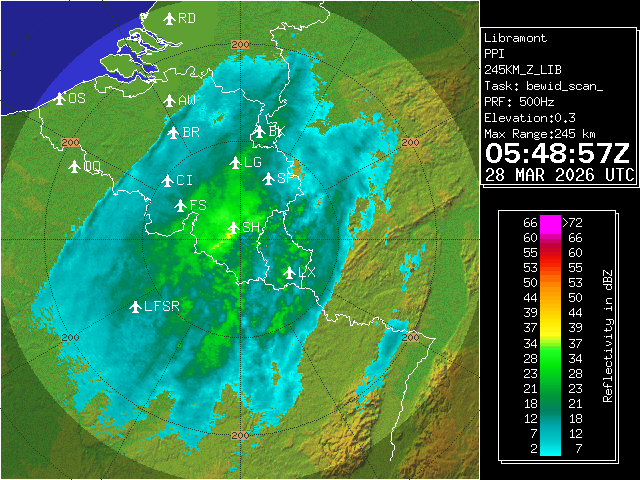 RD
200
OS
AW
BR
BK
200
200
QQ
LG
CI
SP
FS
SH
LX
LFSR
200
200
200
Libramont
PPI
245KM_Z_LIB
Task: bewid_scan_
PRF: 500Hz
Elevation:0.3
Max Range:245 km
05:48:57Z
28 MAR 2026 UTC
66 >72
60 66
55 60
53 55
50 53
44 50
39 44
37 39
34 37
28 34
23 28
21 23
18 21
12 18
7 12
2 7
Reflectivity in dBZ